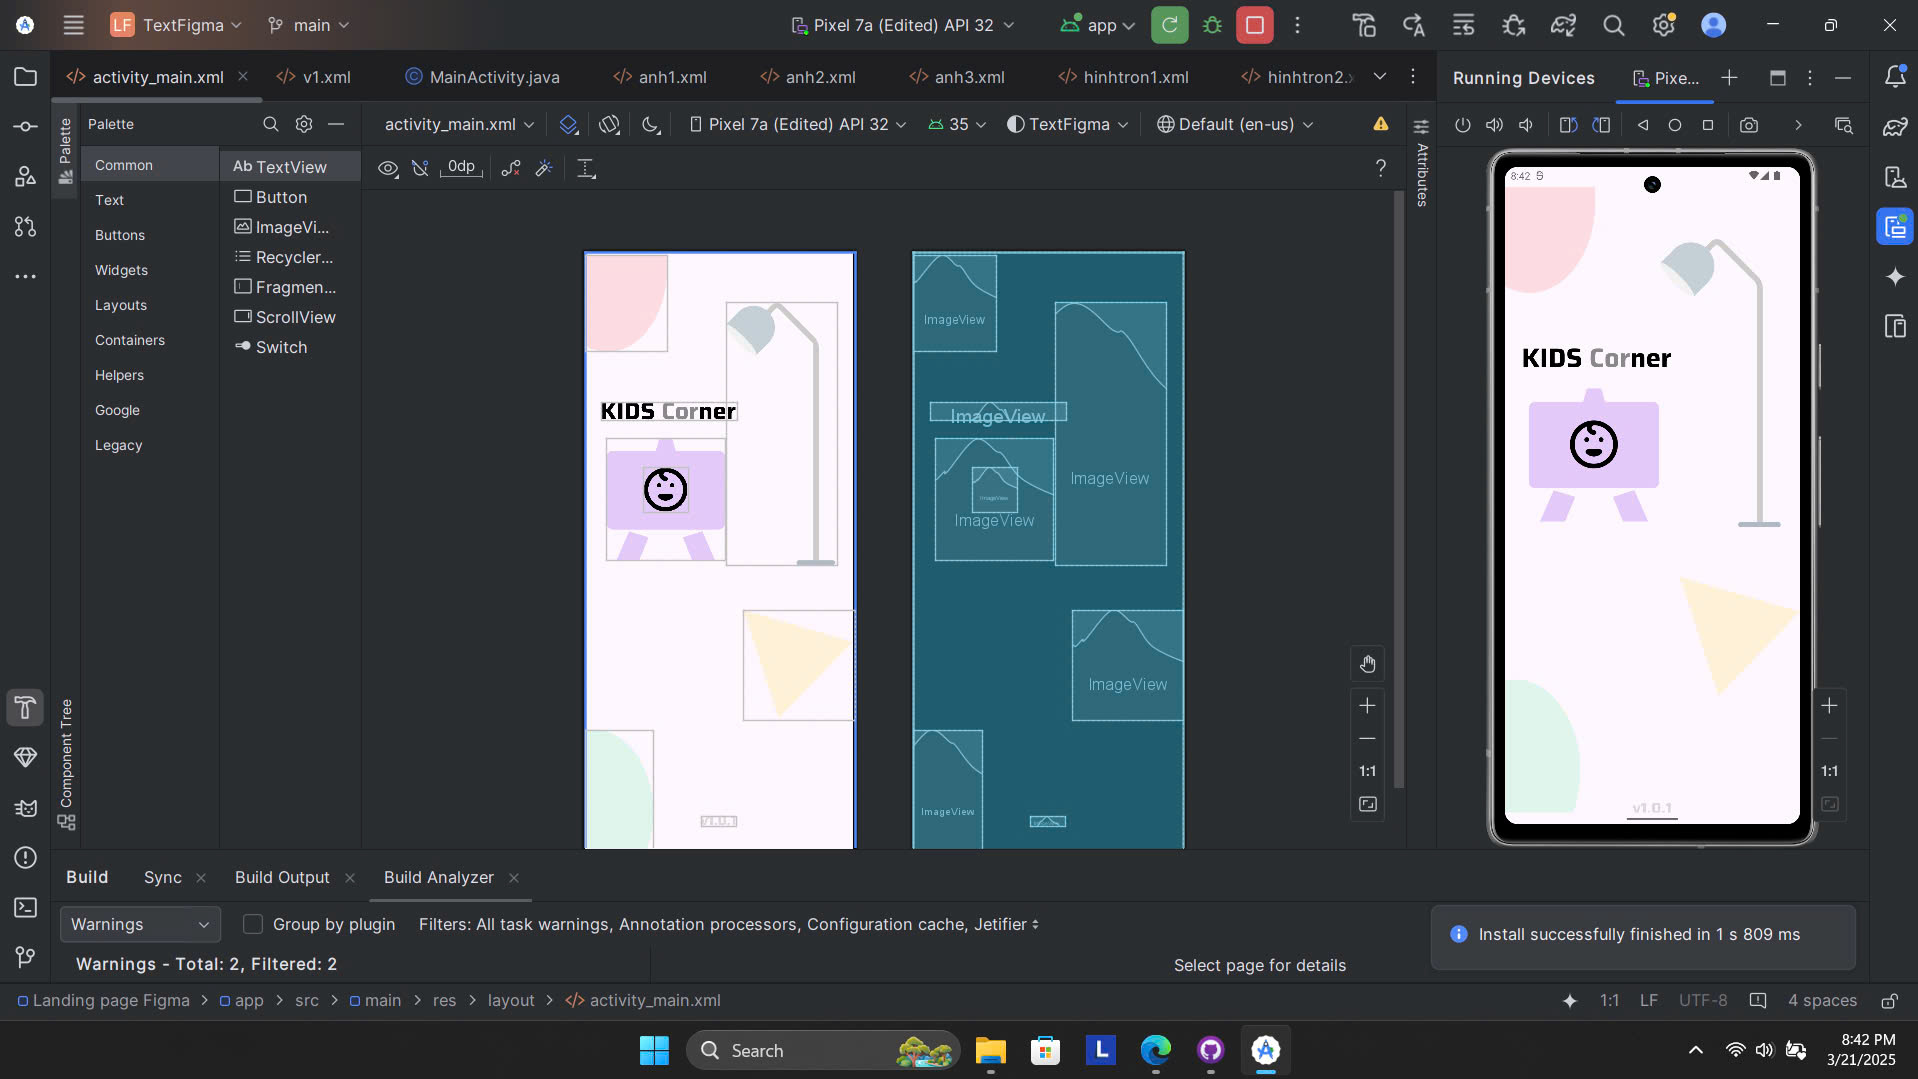 LF TextFigma main Pixel 7a (Edited) API 32 app
activity_main.xml v1.xml MainActivity.java anh1.xml anh2.xml anh3.xml hinhtron1.xml hinhtron2.x
Running Devices Pixe...
Palette
Palette
activity_main.xml Pixel 7a (Edited) API 32 35 TextFigma Default (en-us)
Attributes
Common
Text
Buttons
Widgets
Layouts
Containers
Helpers
Google
Legacy
Ab TextView
Button
ImageVi...
Recycler...
Fragmen...
ScrollView
Switch
0dp
?
KIDS Corner
v1.0.1
ImageView
ImageView
ImageView
ImageView
ImageView
ImageView
ImageView
1:1
8:42
KIDS Corner
v1.0.1
1:1
Component Tree
Build Sync Build Output Build Analyzer
Warnings Group by plugin Filters: All task warnings, Annotation processors, Configuration cache, Jetifier
Warnings - Total: 2, Filtered: 2
Select page for details
Install successfully finished in 1 s 809 ms
Landing page Figma > app > src > main > res > layout > activity_main.xml
1:1 LF UTF-8 4 spaces
Search
L
8:42 PM
3/21/2025